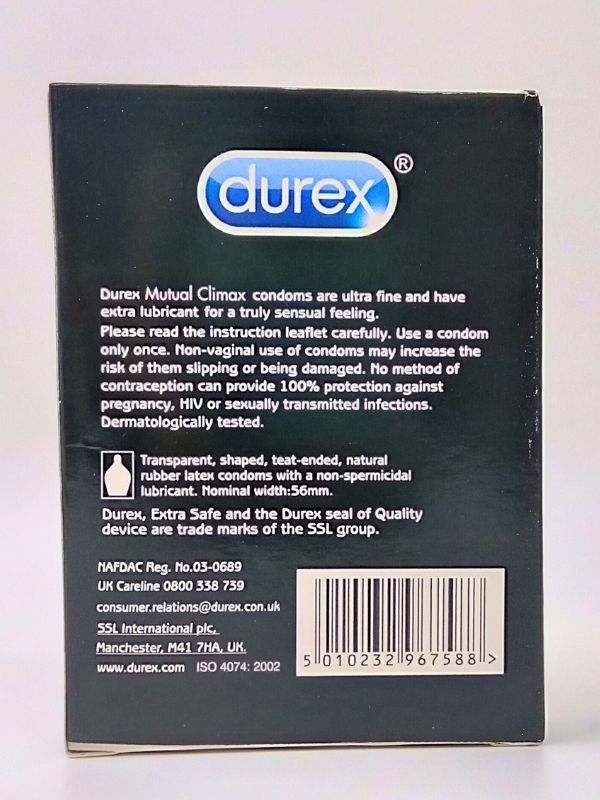 durex®
Durex Mutual Climax condoms are ultra fine and have
extra lubricant for a truly sensual feeling.
Please read the instruction leaflet carefully. Use a condom
only once. Non-vaginal use of condoms may increase the
risk of them slipping or being damaged. No method of
contraception can provide 100% protection against
pregnancy, HIV or sexually transmitted infections.
Dermatologically tested.
Transparent, shaped, teat-ended, natural
rubber latex condoms with a non-spermicidal
lubricant. Nominal width:56mm.
Durex, Extra Safe and the Durex seal of Quality
device are trade marks of the SSL group.
NAFDAC Reg. No.03-0689
UK Careline 0800 338 739
consumer.relations@durex.con.uk
SSL International plc,
Manchester, M41 7HA, UK.
www.durex.com ISO 4074: 2002
5 010232 967588 >